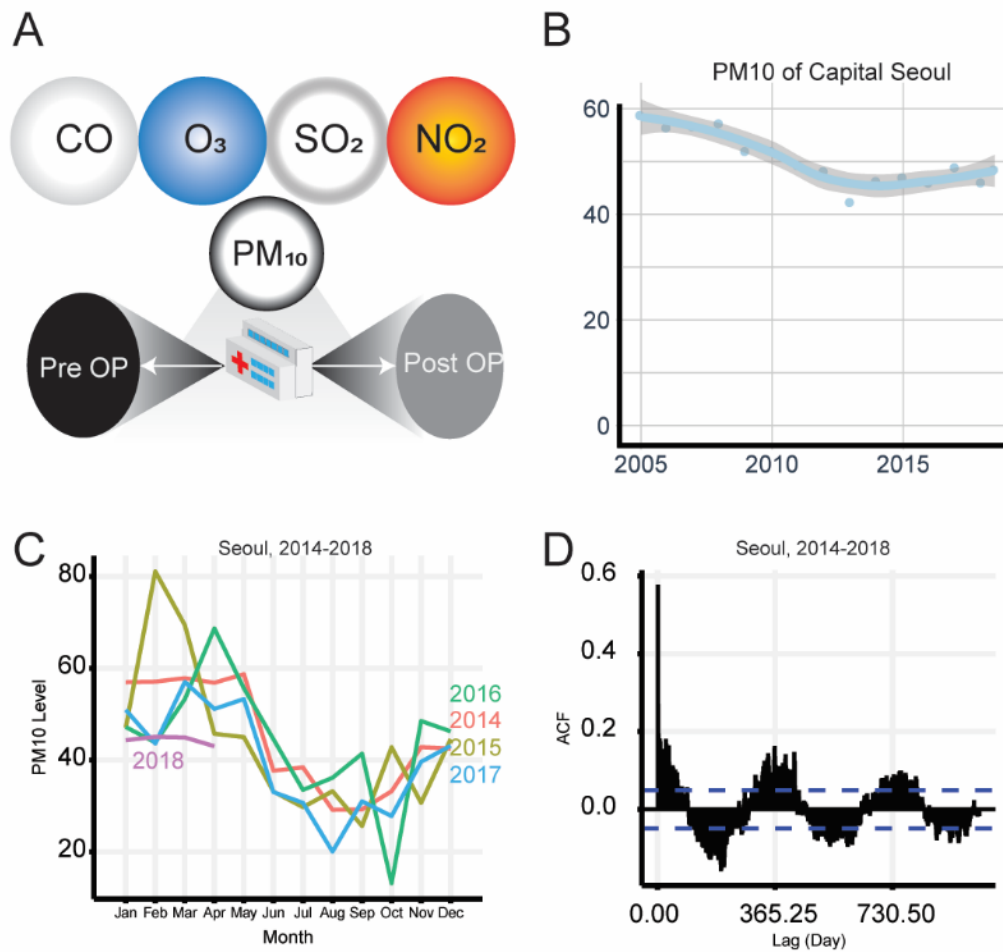 A
CO
O₃
SO₂
NO₂
PM₁₀
Pre OP
Post OP
B
PM10 of Capital Seoul
60
40
20
0
2005
2010
2015
C
Seoul, 2014-2018
PM10 Level
80
60
40
20
2016
2014
2015
2017
2018
Jan Feb Mar Apr May Jun Jul Aug Sep Oct Nov Dec
Month
D
Seoul, 2014-2018
ACF
0.6
0.4
0.2
0.0
0.00
365.25
730.50
Lag (Day)